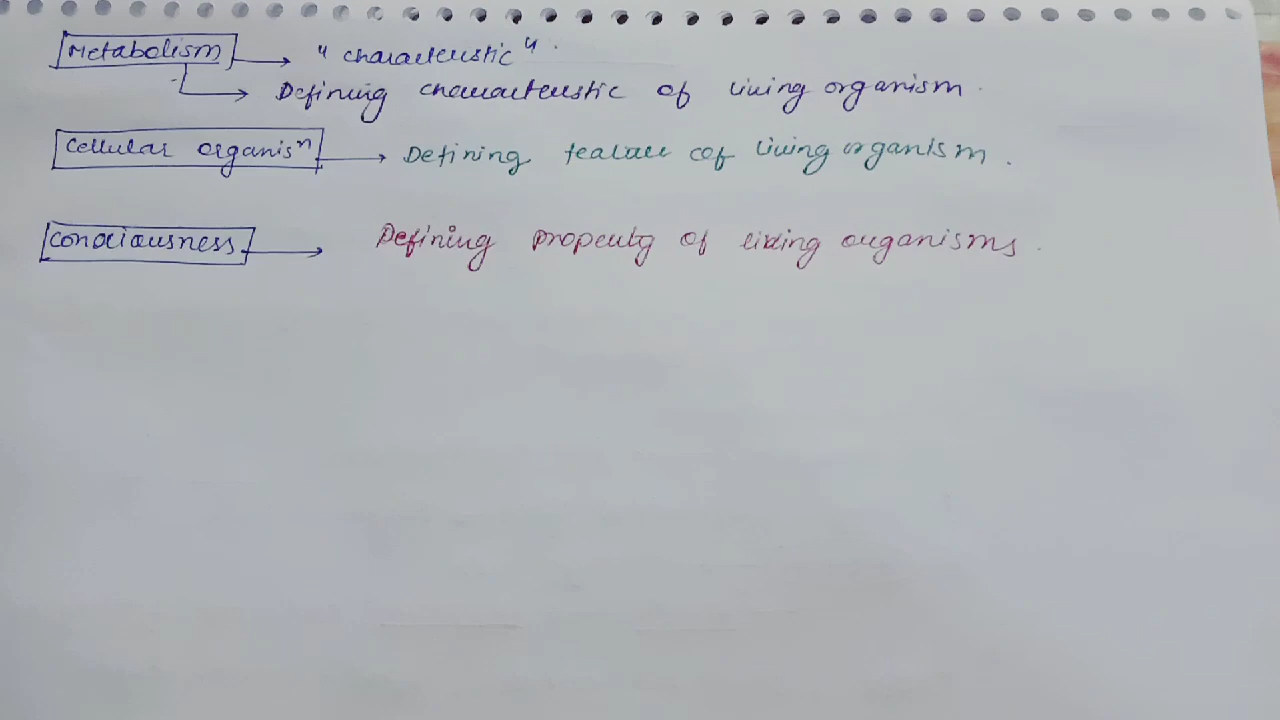 Metabolism → "characteristic".
→ Defining characteristic of living organism.
Cellular organisⁿ → Defining feature of living organism.
Consciousness → Defining property of living organisms.